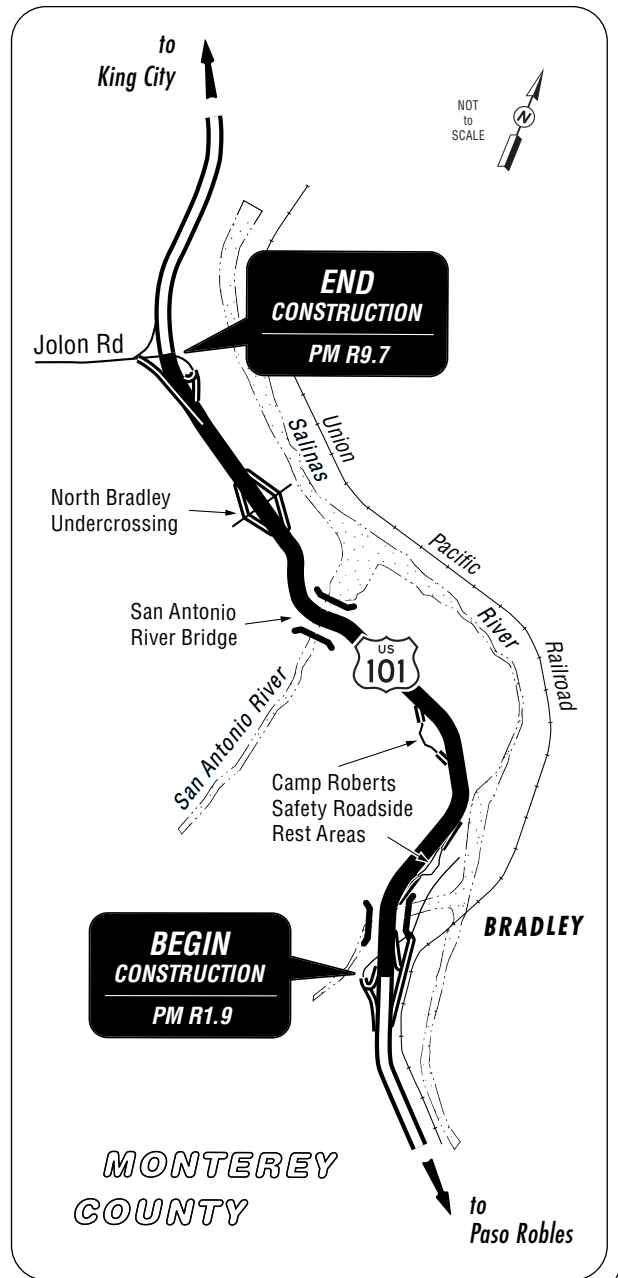 to
King City
NOT
to
SCALE
N
END
CONSTRUCTION
PM R9.7
Jolon Rd
Union
Salinas
North Bradley
Undercrossing
Pacific
River
San Antonio
River Bridge
US
101
Railroad
San Antonio River
Camp Roberts
Safety Roadside
Rest Areas
BRADLEY
BEGIN
CONSTRUCTION
PM R1.9
MONTEREY
COUNTY
to
Paso Robles